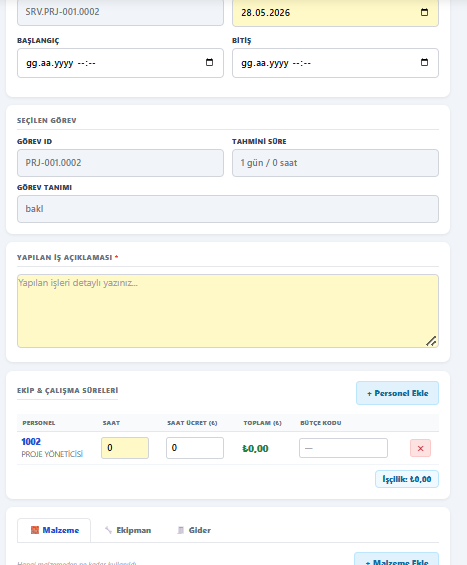 SRV.PRJ-001.0002
28.05.2026
BAŞLANGIÇ
BİTİŞ
gg.aa.yyyy --:--
gg.aa.yyyy --:--
SEÇİLEN GÖREV
GÖREV ID
TAHMİNİ SÜRE
PRJ-001.0002
1 gün / 0 saat
GÖREV TANIMI
bakl
YAPILAN İŞ AÇIKLAMASI *
Yapılan işleri detaylı yazınız...
EKİP & ÇALIŞMA SÜRELERİ
+ Personel Ekle
PERSONEL
SAAT
SAAT ÜCRET (₺)
TOPLAM (₺)
BÜTÇE KODU
1002
PROJE YÖNETİCİSİ
0
0
₺0,00
—
×
İşçilik: ₺0,00
Malzeme
Ekipman
Gider
Hangi malzemeden ne kadar kullanıldı
+ Malzeme Ekle